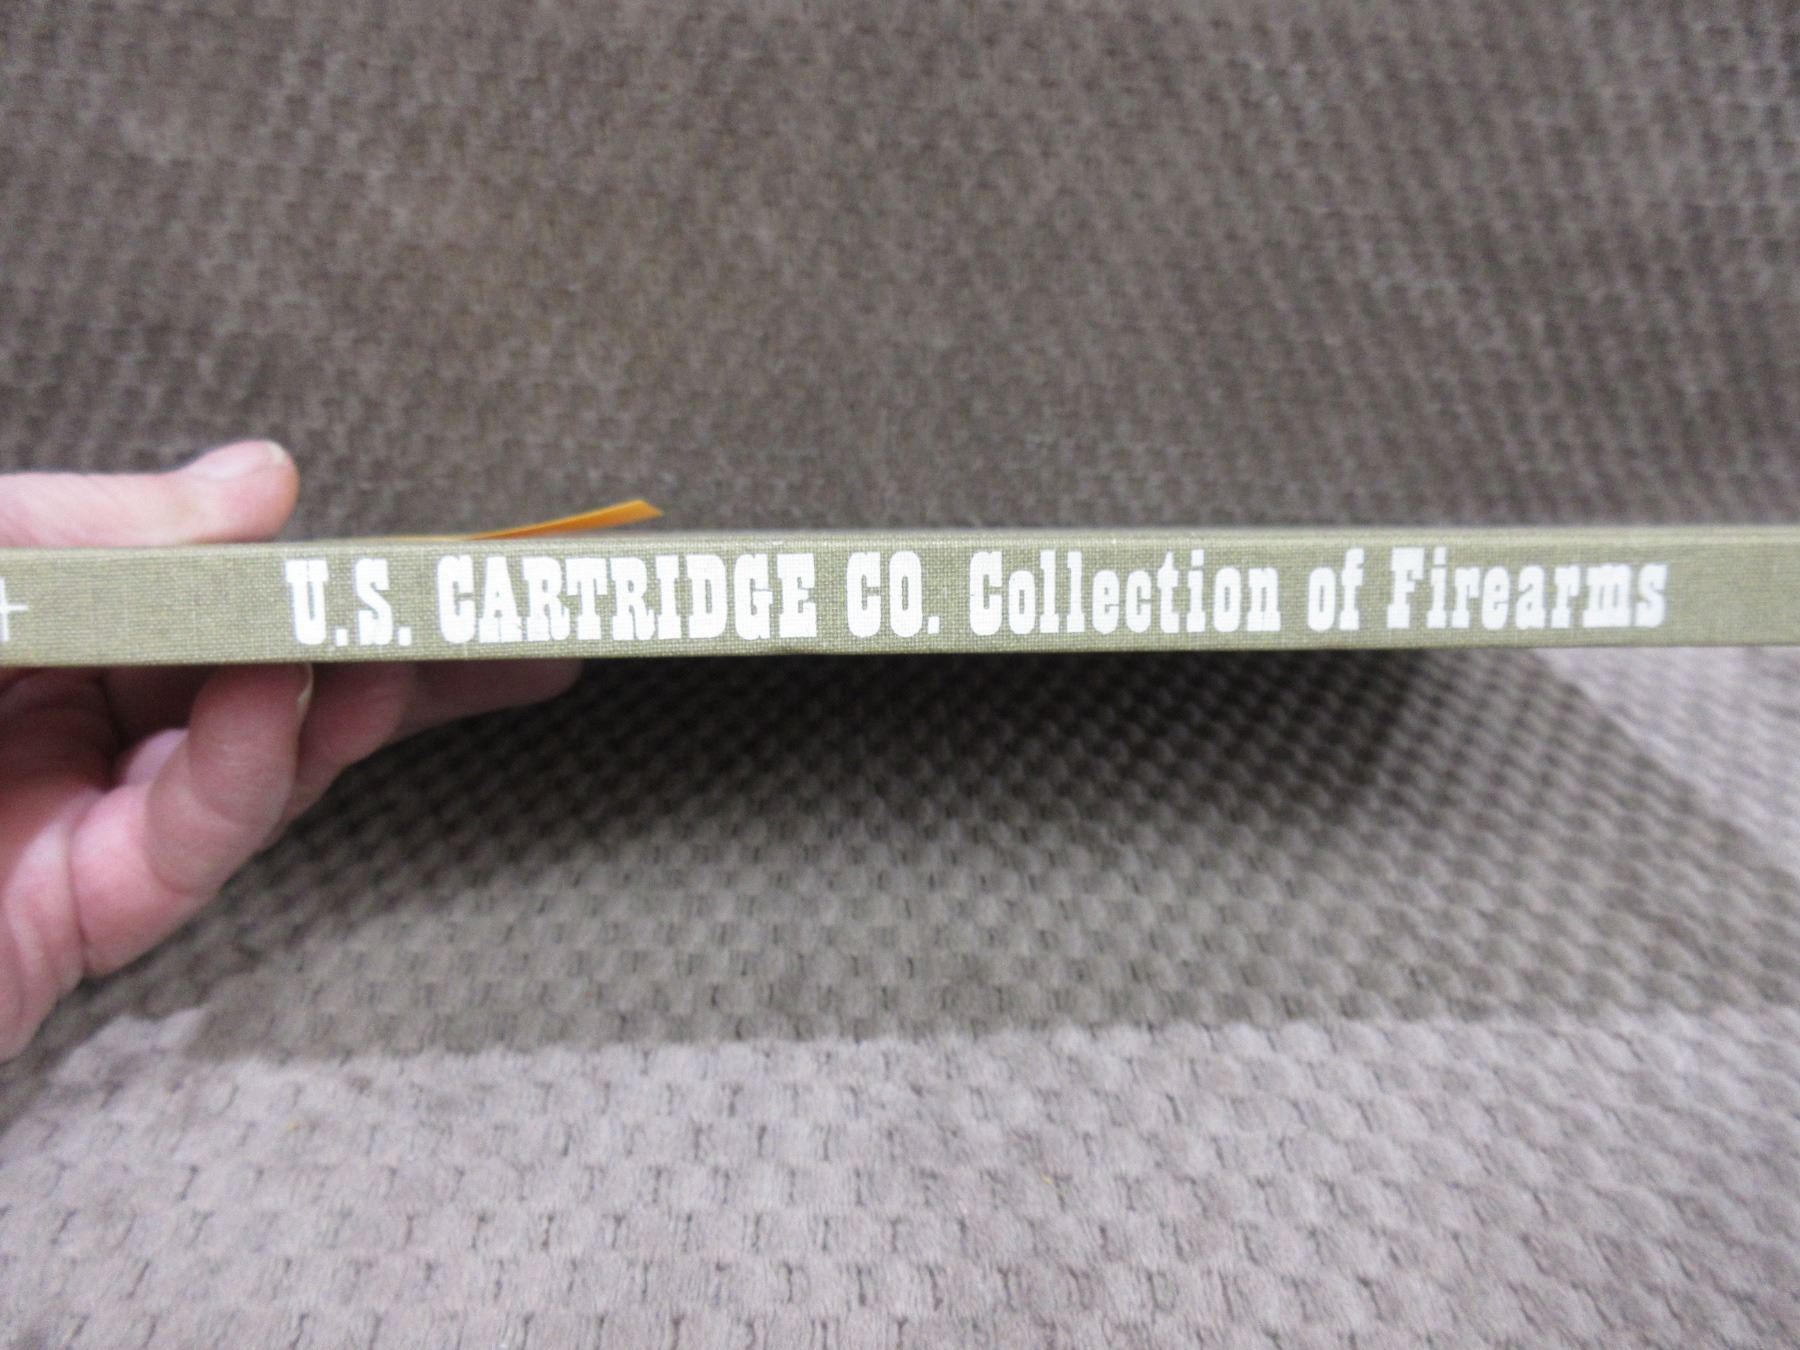 U.S. CARTRIDGE CO. Collection of Firearms